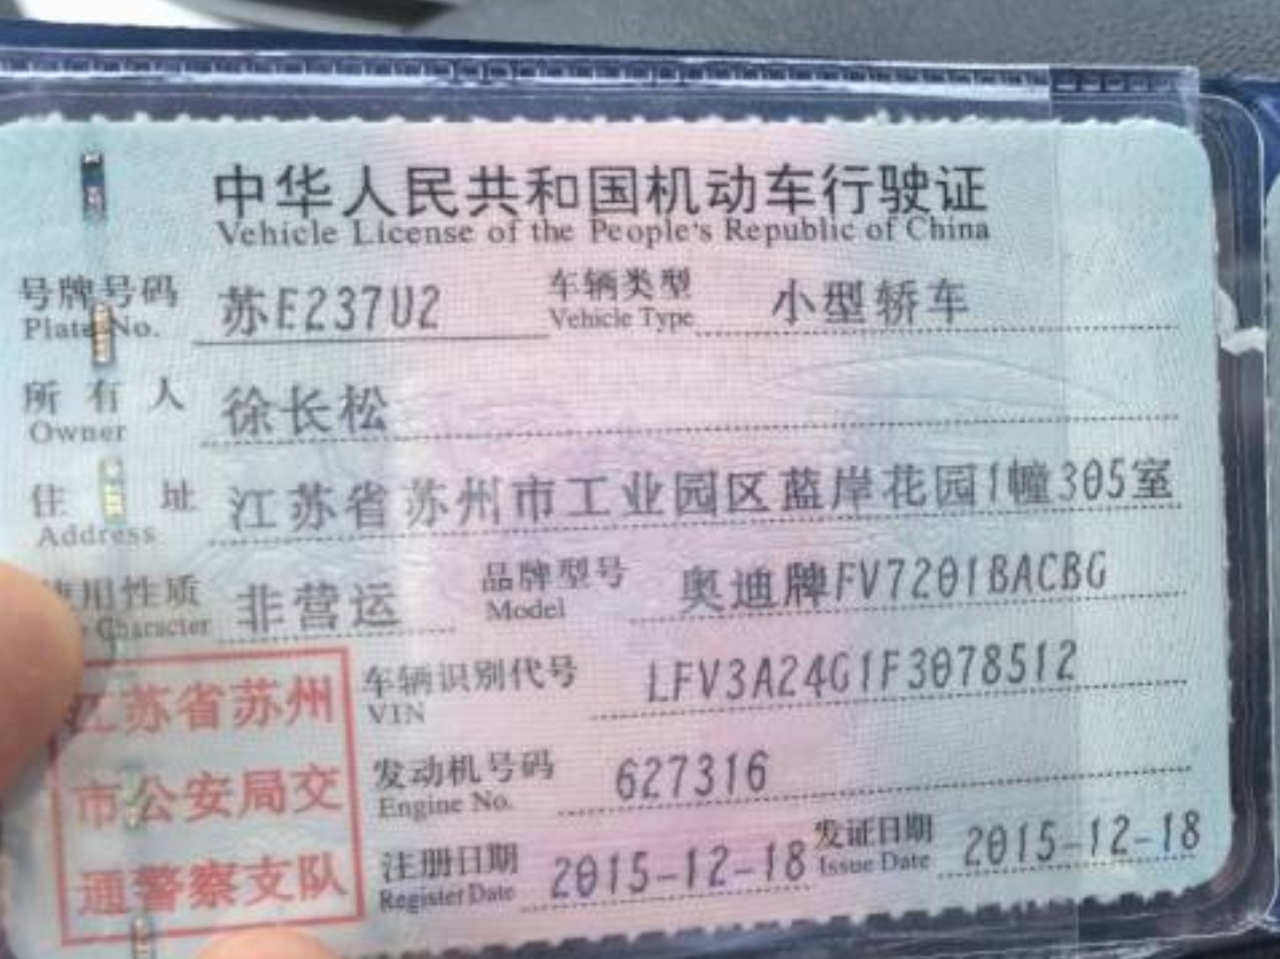 中华人民共和国机动车行驶证
Vehicle License of the People's Republic of China
号牌号码 苏E237U2 车辆类型 小型轿车
Plate No. Vehicle Type
所有人 徐长松
Owner
住址 江苏省苏州市工业园区蓝岸花园1幢305室
Address
使用性质 非营运 品牌型号 奥迪牌FV7201BACBG
Character Model
车辆识别代号 LFV3A24G1F3078512
VIN
发动机号码 627316
Engine No.
注册日期 2015-12-18 发证日期 2015-12-18
Register Date Issue Date
江苏省苏州
市公安局交
通警察支队